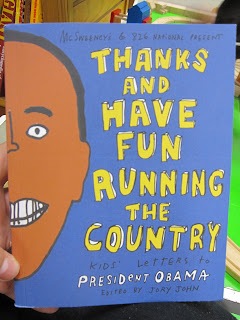 McSWEENEY'S & 826 NATIONAL PRESENT
THANKS
AND
HAVE
FUN
RUNNING
THE
COUNTRY
KIDS' LETTERS to
PRESIDENT OBAMA
EDITED BY JORY JOHN